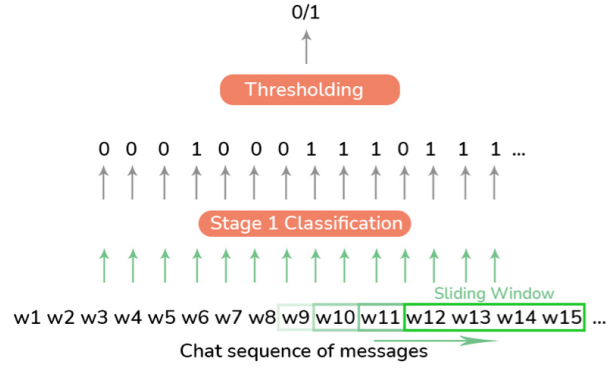 0/1
Thresholding
0 0 0 1 0 0 0 1 1 1 0 1 1 1 ...
Stage 1 Classification
Sliding Window
w1 w2 w3 w4 w5 w6 w7 w8 w9 w10 w11 w12 w13 w14 w15 ...
Chat sequence of messages